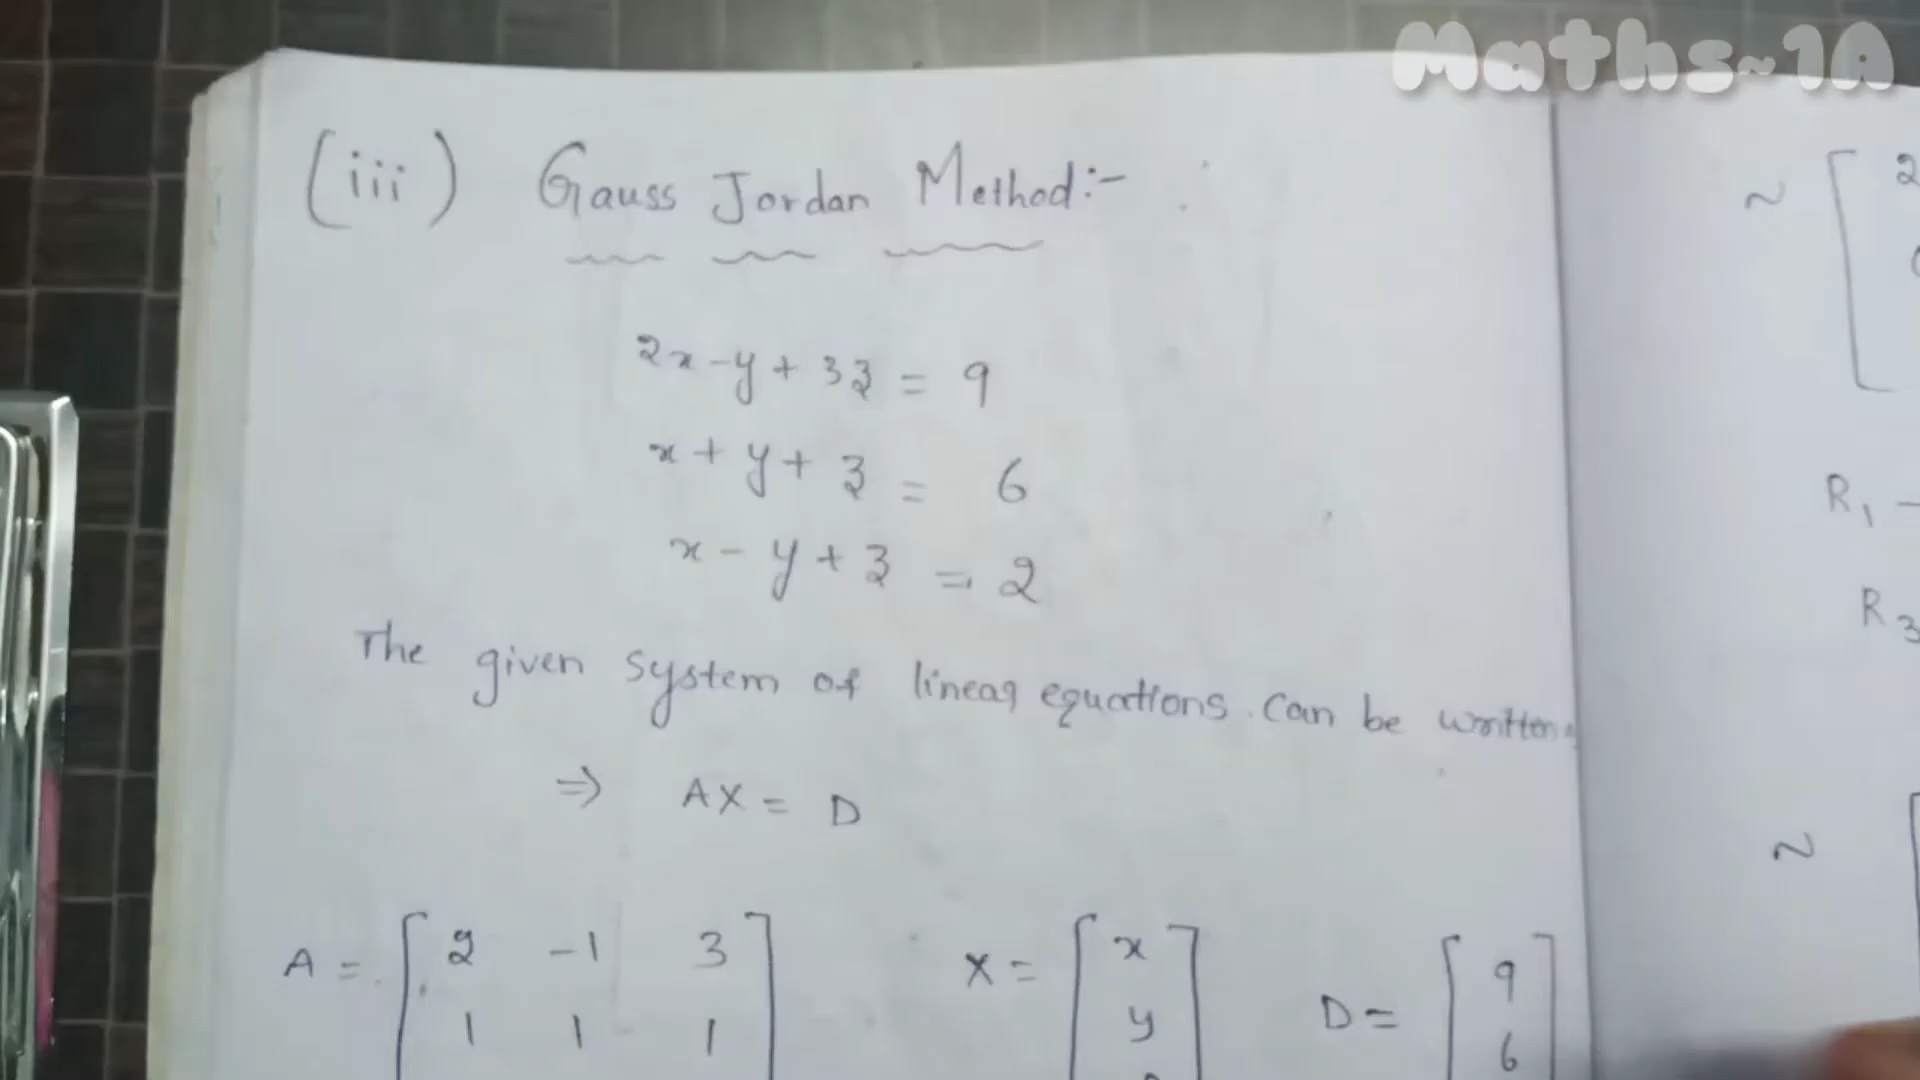 Maths~1A
(iii) Gauss Jordan Method:-
2x-y+3z = 9
x+y+z = 6
x-y+z = 2
The given system of linear equations can be written
⇒ AX = D
A = [ 2 -1 3
1 1 1 ]
X = [ x
y
D = [ 9
6
~ [ 2
R1 -
R3
~ [